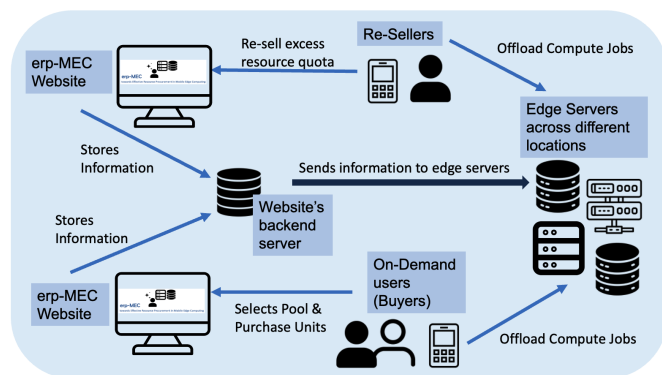 erp-MEC
Website
erp-MEC
Re-sell excess
resource quota
Re-Sellers
Offload Compute Jobs
Edge Servers
across different
locations
Stores
Information
Sends information to edge servers
Website's
backend
server
Stores
Information
erp-MEC
Website
Selects Pool &
Purchase Units
On-Demand
users
(Buyers)
Offload Compute Jobs